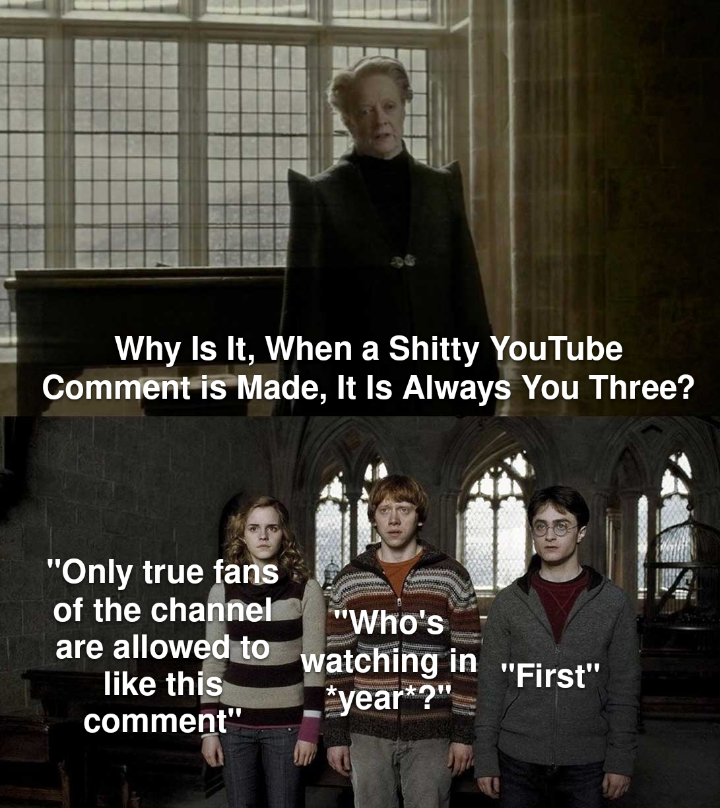 Why Is It, When a Shitty YouTube
Comment is Made, It Is Always You Three?
"Only true fans
of the channel
are allowed to
like this
comment"
"Who's
watching in
*year*?"
"First"